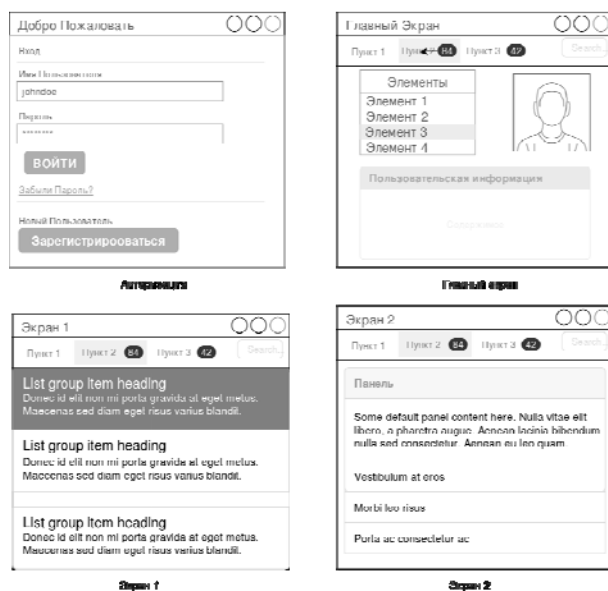 Добро Пожаловать
Вход
Имя Пользователя
johndoe
Пароль
********
ВОЙТИ
Забыли Пароль?
Новый Пользователь
Зарегистрирооваться
Авторизация
Главный Экран
Пункт 1 Пункт 2 84 Пункт 3 42 Search...
Элементы
Элемент 1
Элемент 2
Элемент 3
Элемент 4
Пользовательская информация
Содержимое
Главный экран
Экран 1
Пункт 1 Пункт 2 84 Пункт 3 42 Search...
List group item heading
Donec id elit non mi porta gravida at eget metus.
Maecenas sed diam eget risus varius blandit.
List group item heading
Donec id elit non mi porta gravida at eget metus.
Maecenas sed diam eget risus varius blandit.
List group item heading
Donec id elit non mi porta gravida at eget metus.
Maecenas sed diam eget risus varius blandit.
Экран 1
Экран 2
Пункт 1 Пункт 2 84 Пункт 3 42 Search...
Панель
Some default panel content here. Nulla vitae elit
libero, a pharetra augue. Aenean lacinia bibendum
nulla sed consectetur. Aenean eu leo quam.
Vestibulum at eros
Morbi leo risus
Porta ac consectetur ac
Экран 2